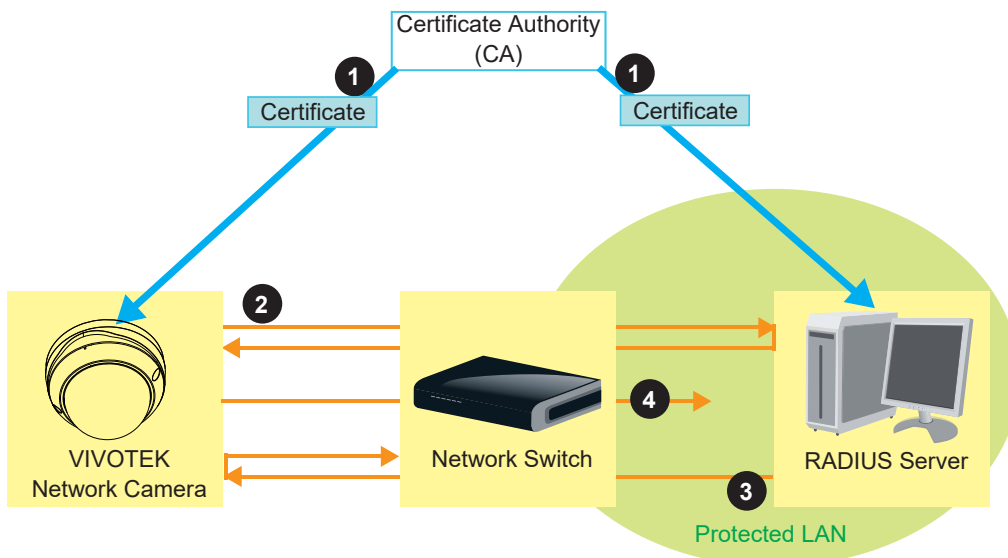 Certificate Authority
(CA)
1
1
Certificate
Certificate
2
4
VIVOTEK
Network Camera
Network Switch
RADIUS Server
3
Protected LAN